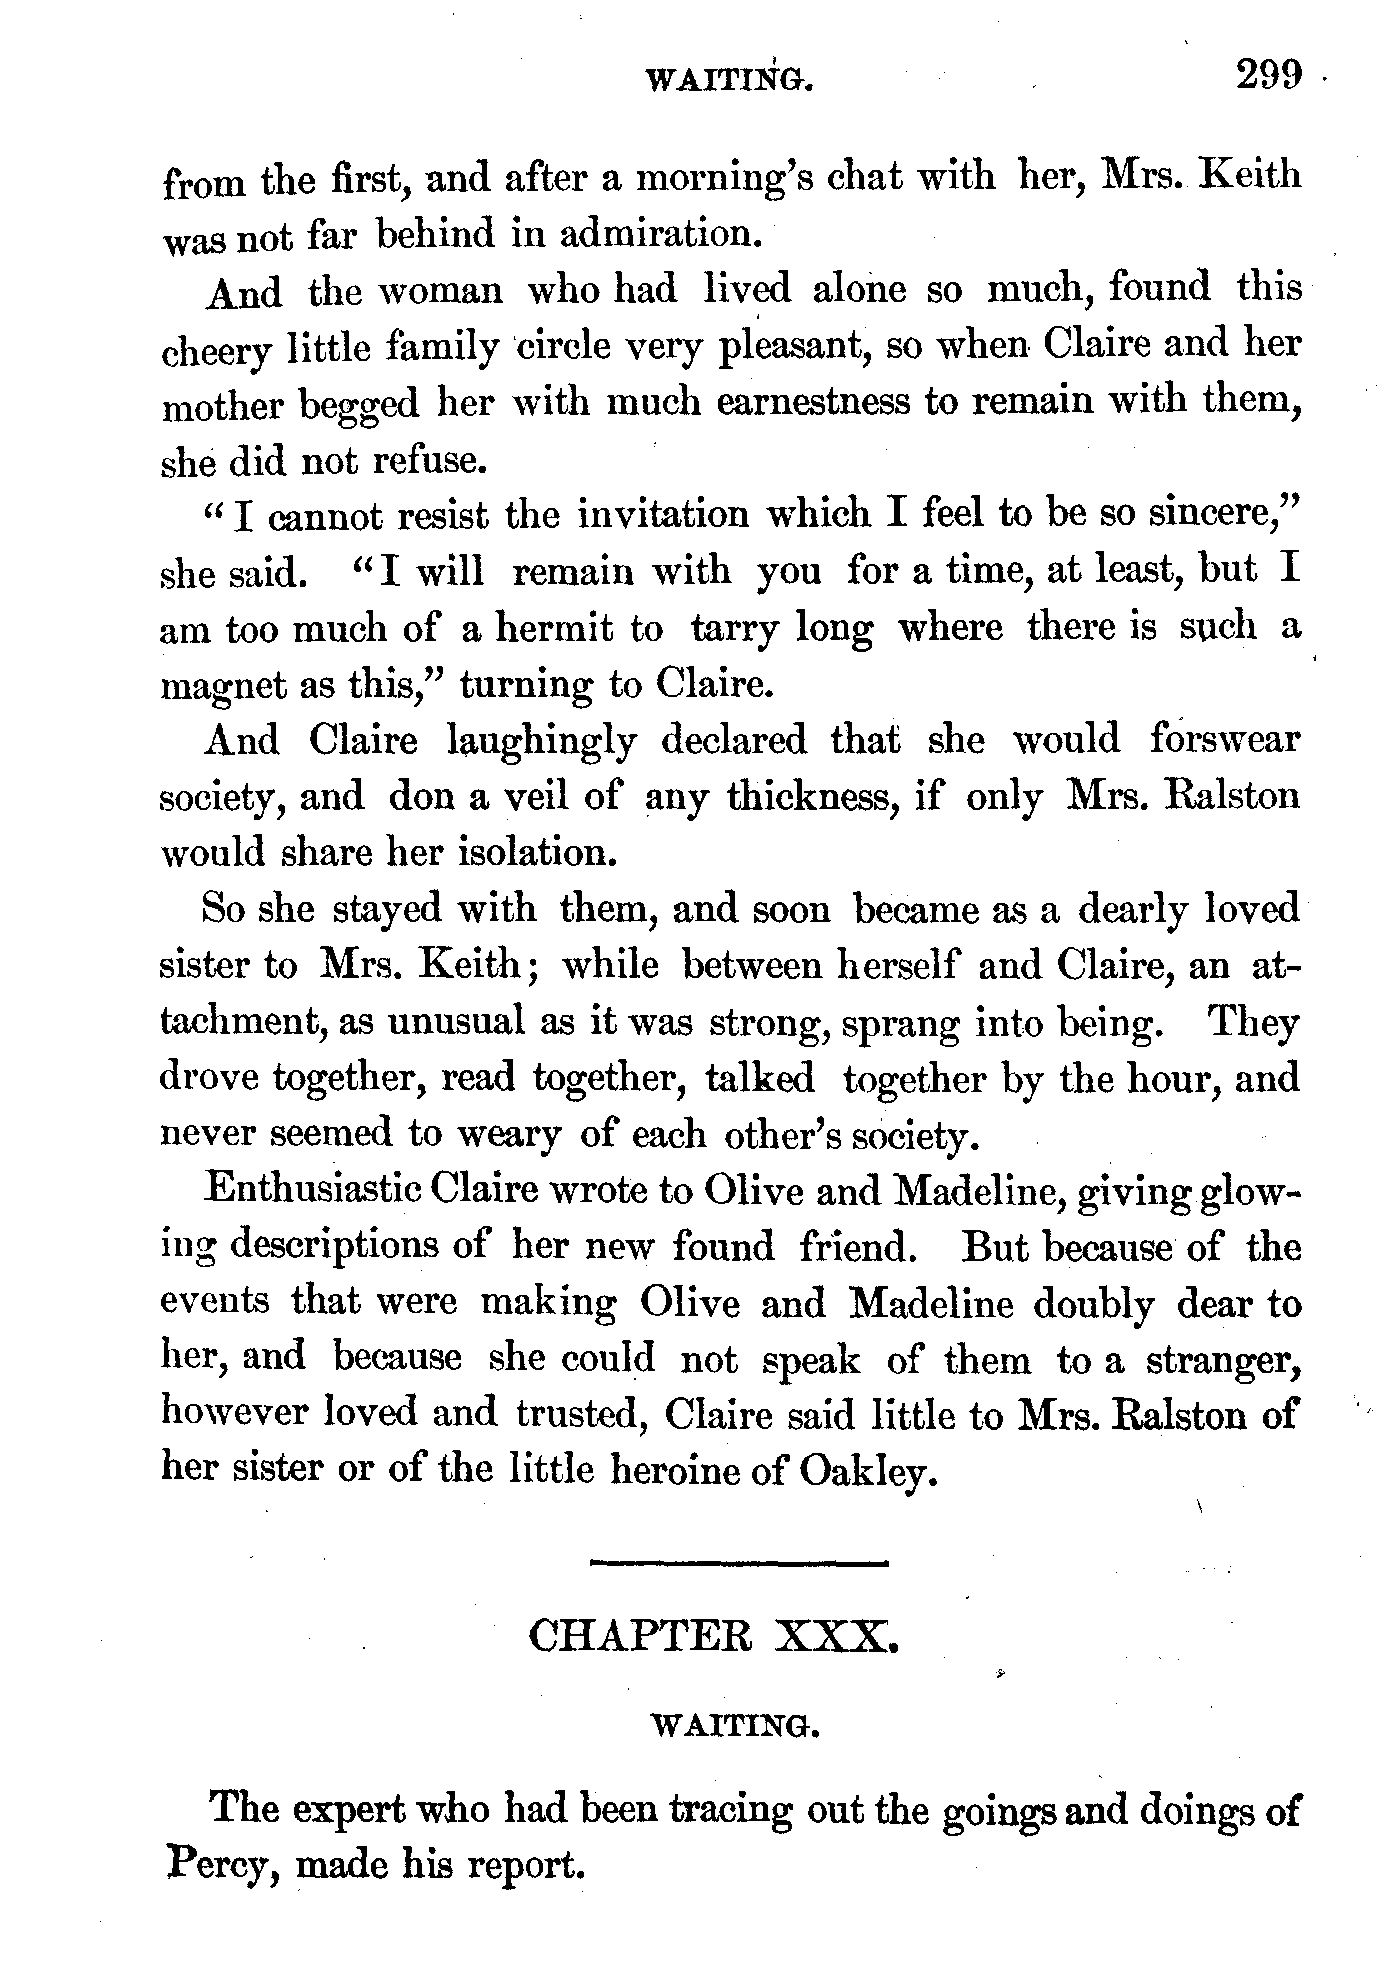 WAITING. 299
from the first, and after a morning's chat with her, Mrs. Keith
was not far behind in admiration.
And the woman who had lived alone so much, found this
cheery little family circle very pleasant, so when Claire and her
mother begged her with much earnestness to remain with them,
she did not refuse.
"I cannot resist the invitation which I feel to be so sincere,"
she said. "I will remain with you for a time, at least, but I
am too much of a hermit to tarry long where there is such a
magnet as this," turning to Claire.
And Claire laughingly declared that she would forswear
society, and don a veil of any thickness, if only Mrs. Ralston
would share her isolation.
So she stayed with them, and soon became as a dearly loved
sister to Mrs. Keith; while between herself and Claire, an at-
tachment, as unusual as it was strong, sprang into being. They
drove together, read together, talked together by the hour, and
never seemed to weary of each other's society.
Enthusiastic Claire wrote to Olive and Madeline, giving glow-
ing descriptions of her new found friend. But because of the
events that were making Olive and Madeline doubly dear to
her, and because she could not speak of them to a stranger,
however loved and trusted, Claire said little to Mrs. Ralston of
her sister or of the little heroine of Oakley.
CHAPTER XXX.
WAITING.
The expert who had been tracing out the goings and doings of
Percy, made his report.